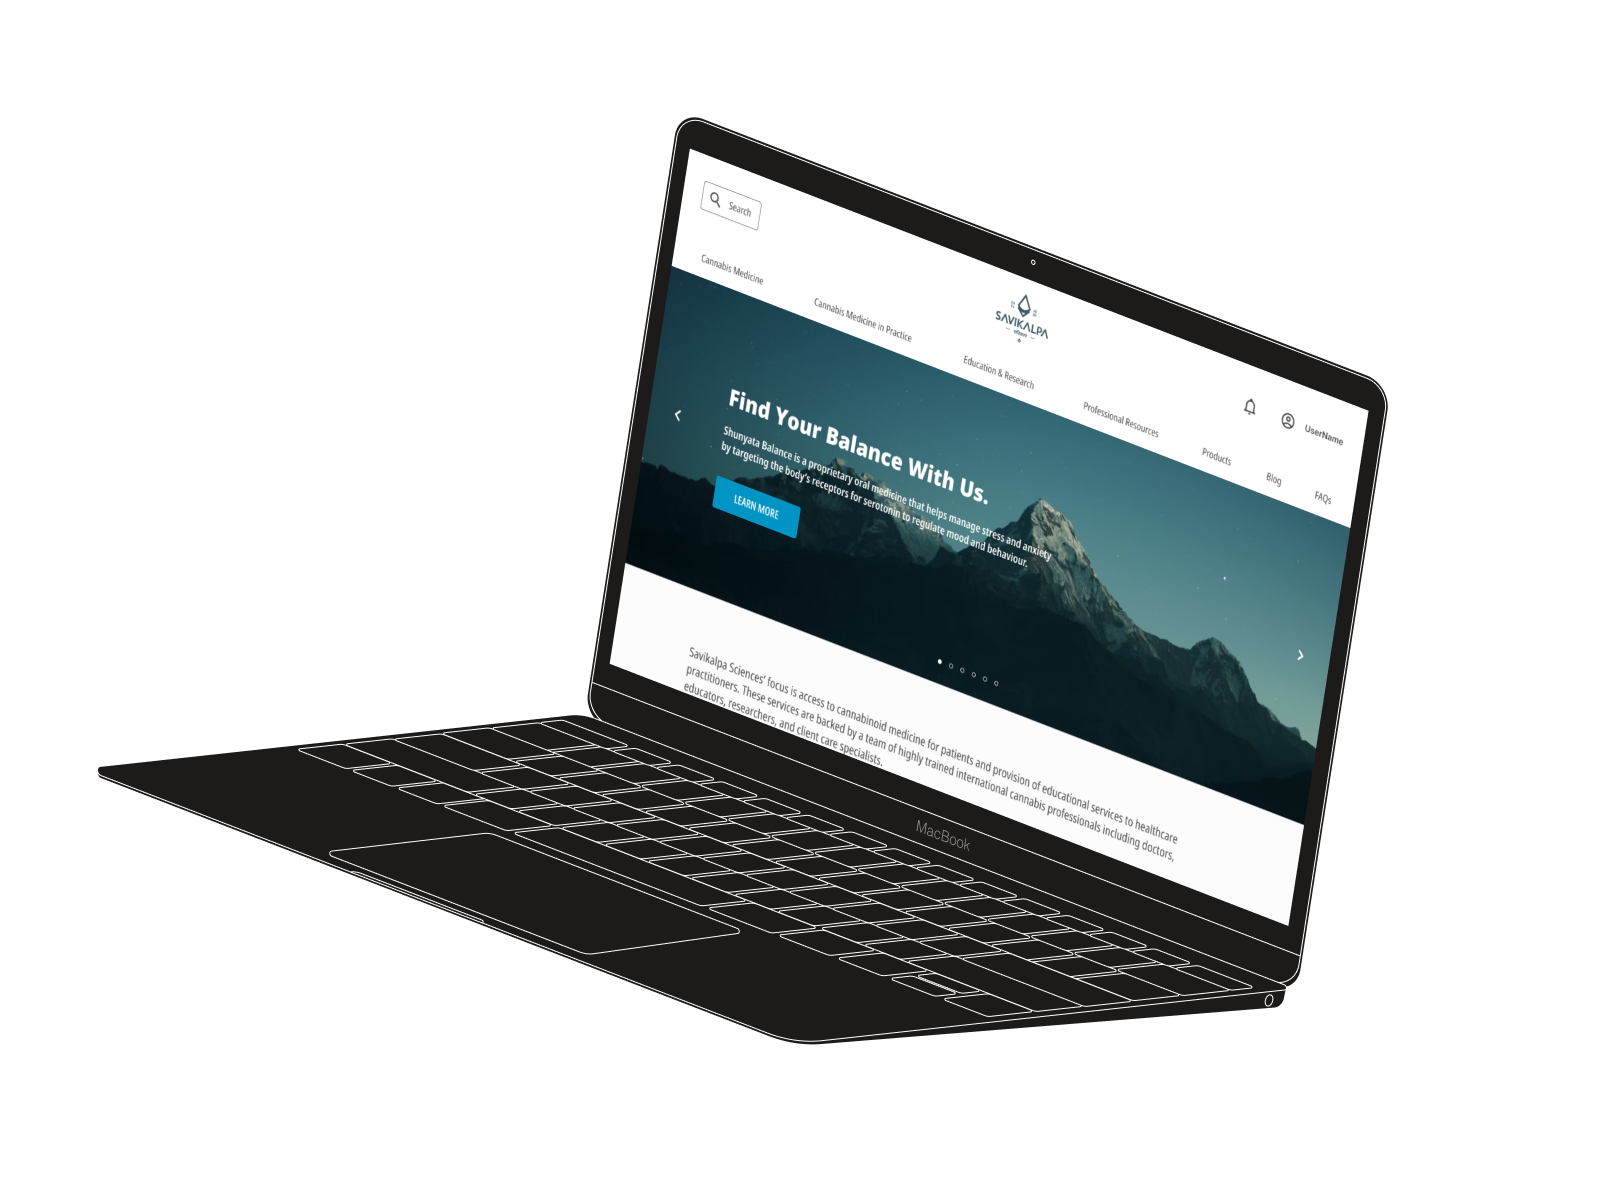 Search
SAVIKALPA
UserName
Cannabis Medicine
Cannabis Medicine in Practice
Education & Research
Professional Resources
Products
Blog
FAQs
Find Your Balance With Us.
Shunyata Balance is a proprietary oral medicine that helps manage stress and anxiety
by targeting the body's receptors for serotonin to regulate mood and behaviour.
LEARN MORE
Savikalpa Sciences' focus is access to cannabinoid medicine for patients and provision of educational services to healthcare
practitioners. These services are backed by a team of highly trained international cannabis professionals including doctors,
educators, researchers, and client care specialists.
MacBook